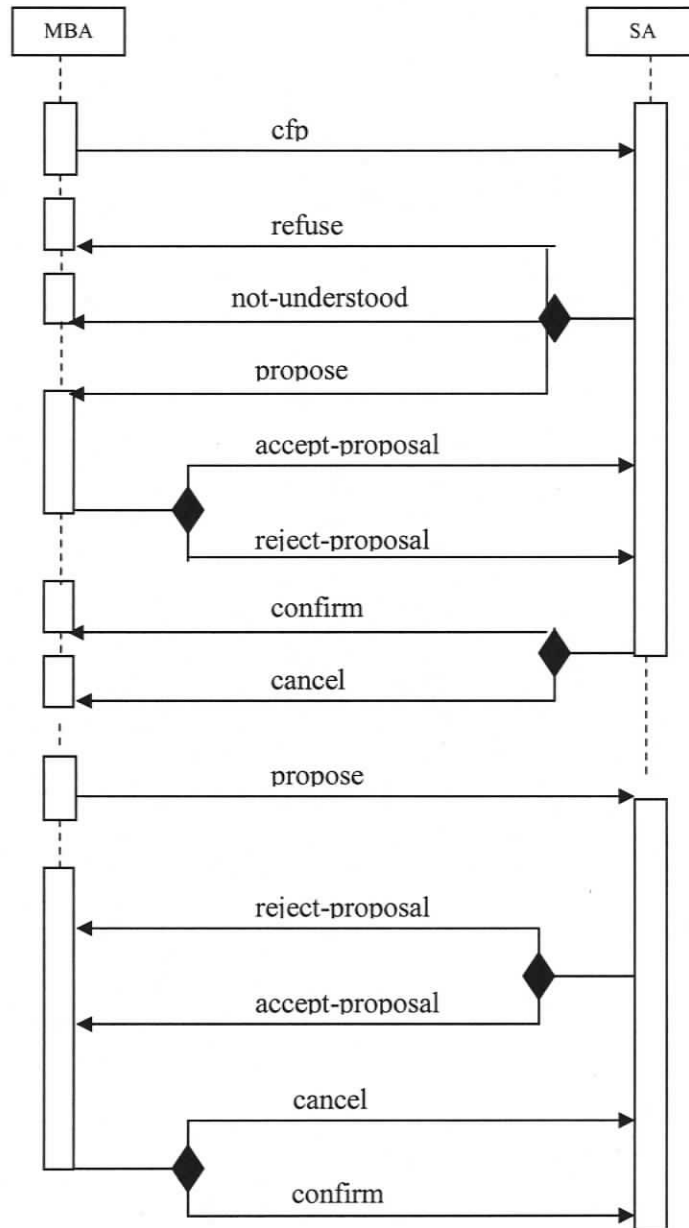 MBA
SA
cfp
refuse
not-understood
propose
accept-proposal
reject-proposal
confirm
cancel
propose
reject-proposal
accept-proposal
cancel
confirm